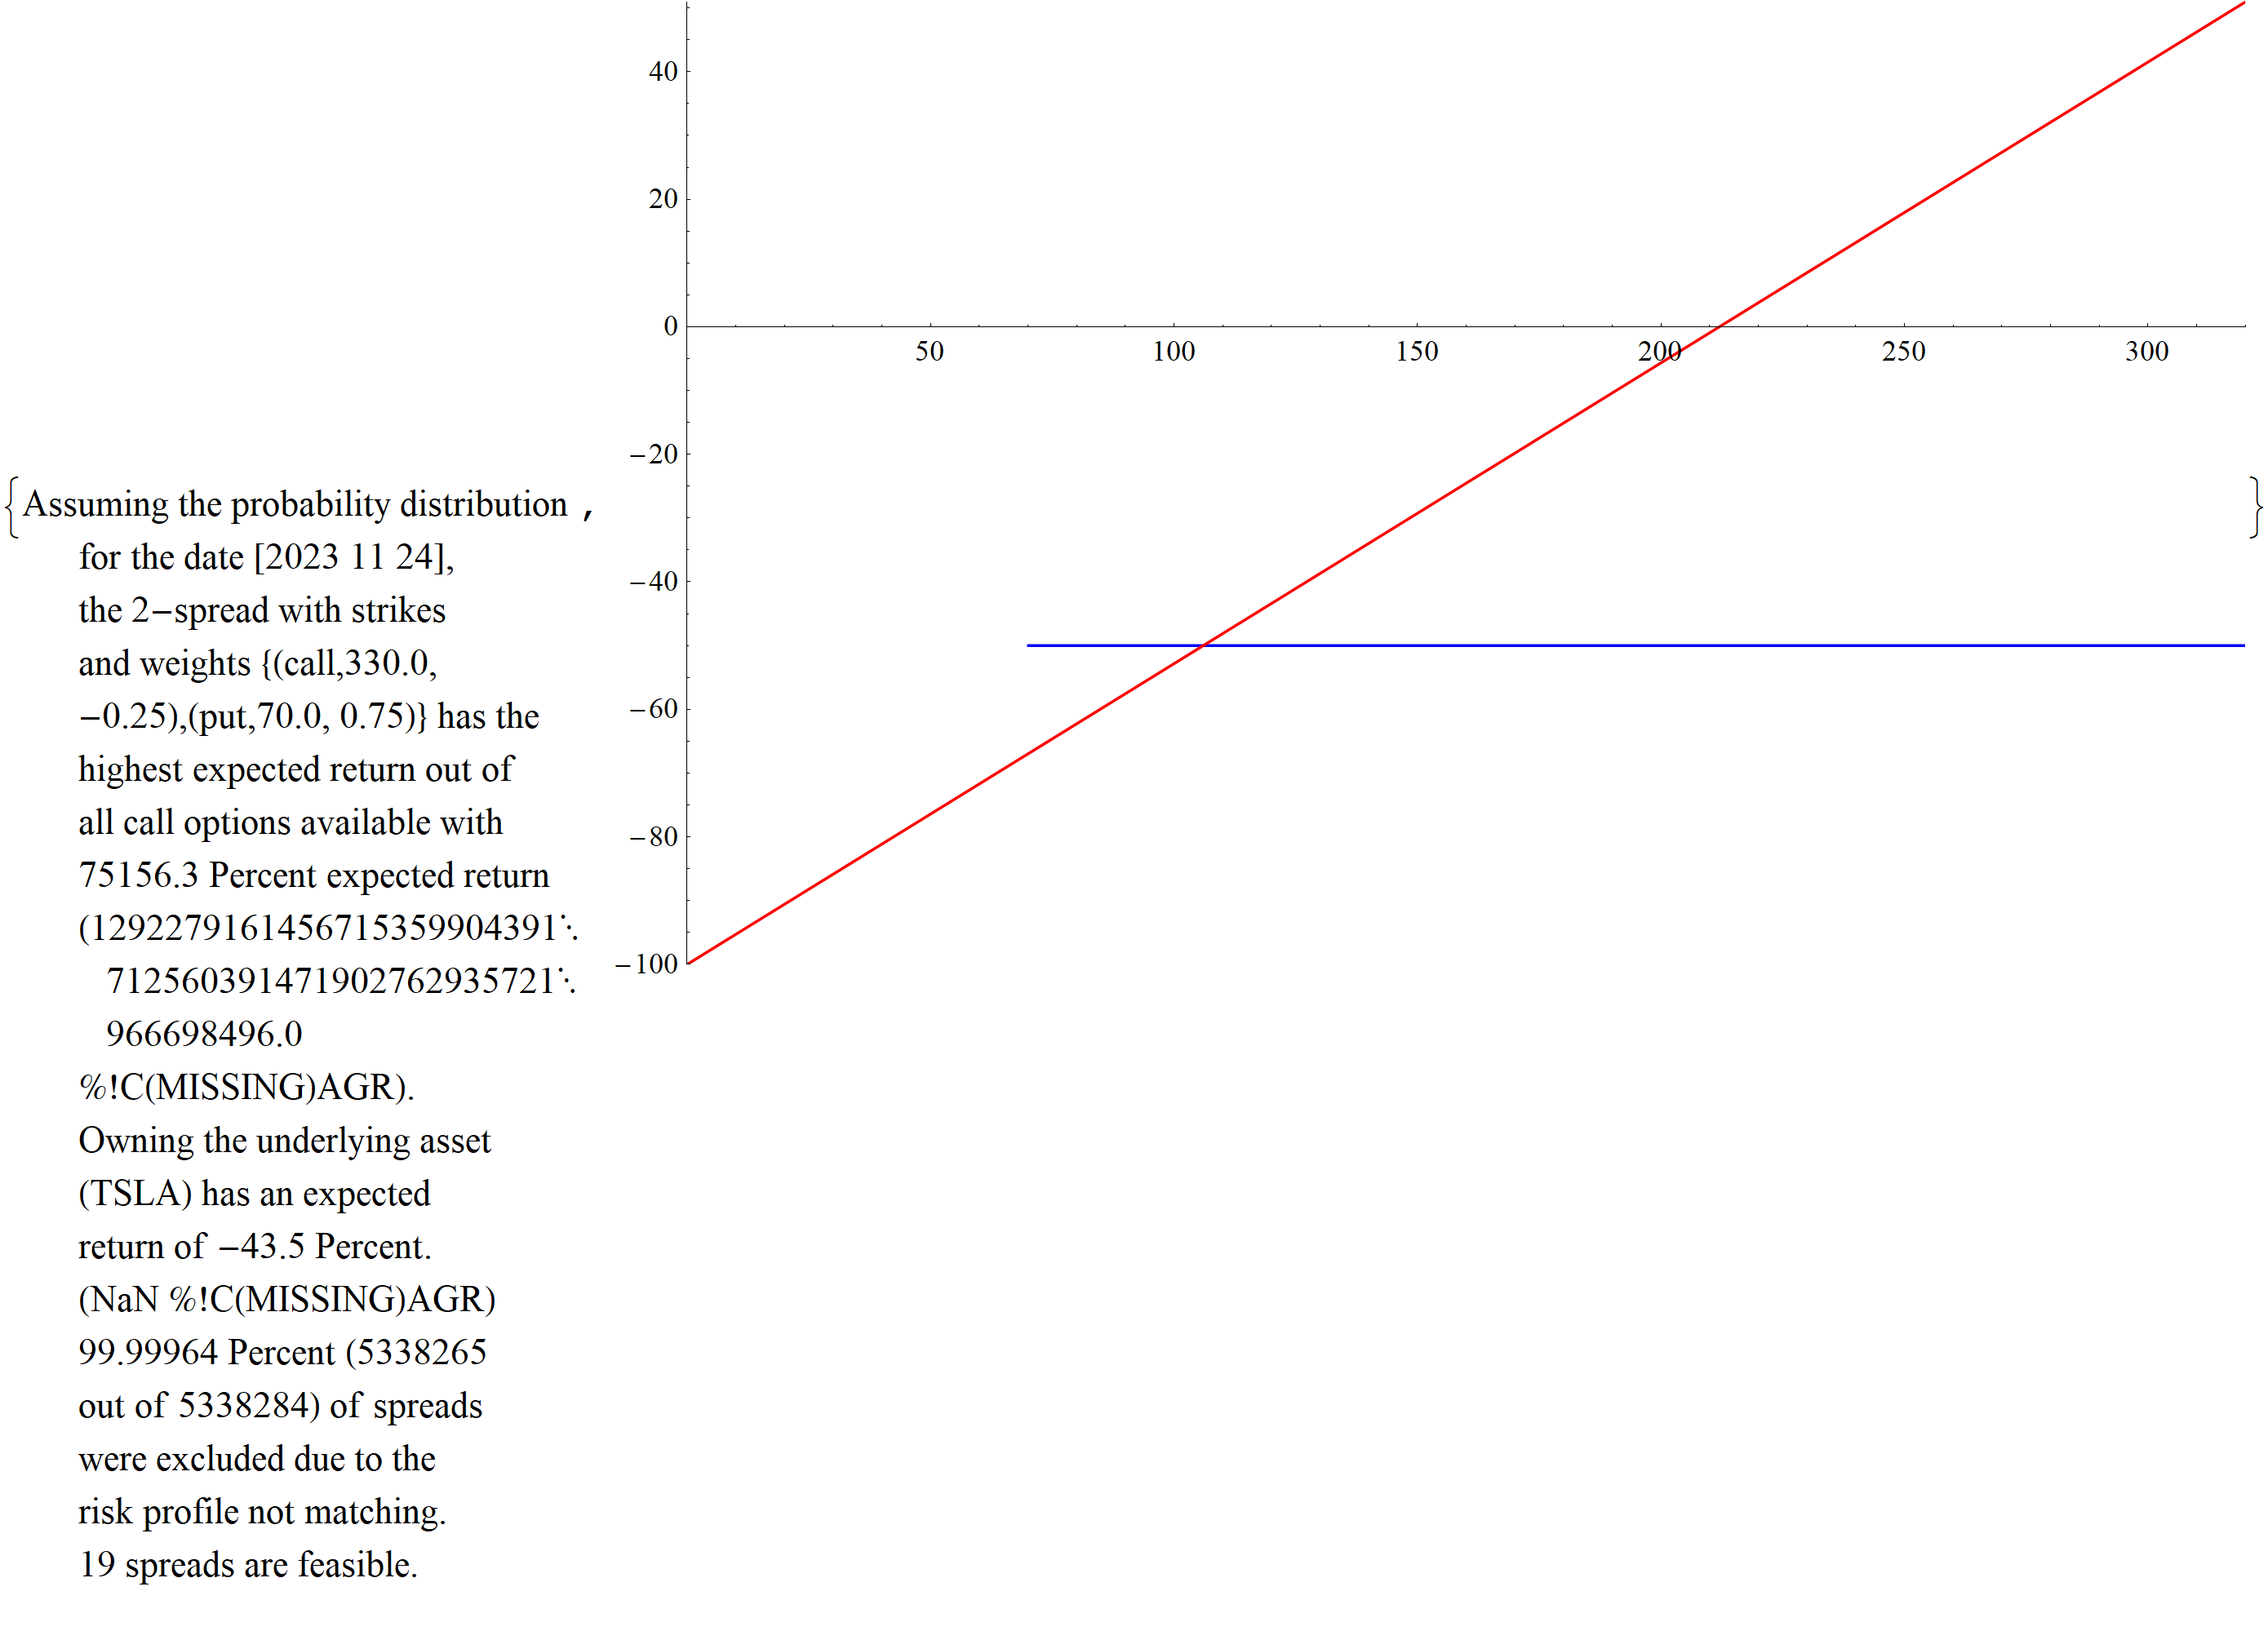 {Assuming the probability distribution ,
for the date [2023 11 24],
the 2−spread with strikes
and weights {(call,330.0,
−0.25),(put,70.0, 0.75)} has the
highest expected return out of
all call options available with
75156.3 Percent expected return
(1292279161456715359904391⋱
712560391471902762935721⋱
966698496.0
%!C(MISSING)AGR).
Owning the underlying asset
(TSLA) has an expected
return of −43.5 Percent.
(NaN %!C(MISSING)AGR)
99.99964 Percent (5338265
out of 5338284) of spreads
were excluded due to the
risk profile not matching.
19 spreads are feasible.
40
20
0
50 100 150 200 250 300
−20
−40
−60
−80
−100
}